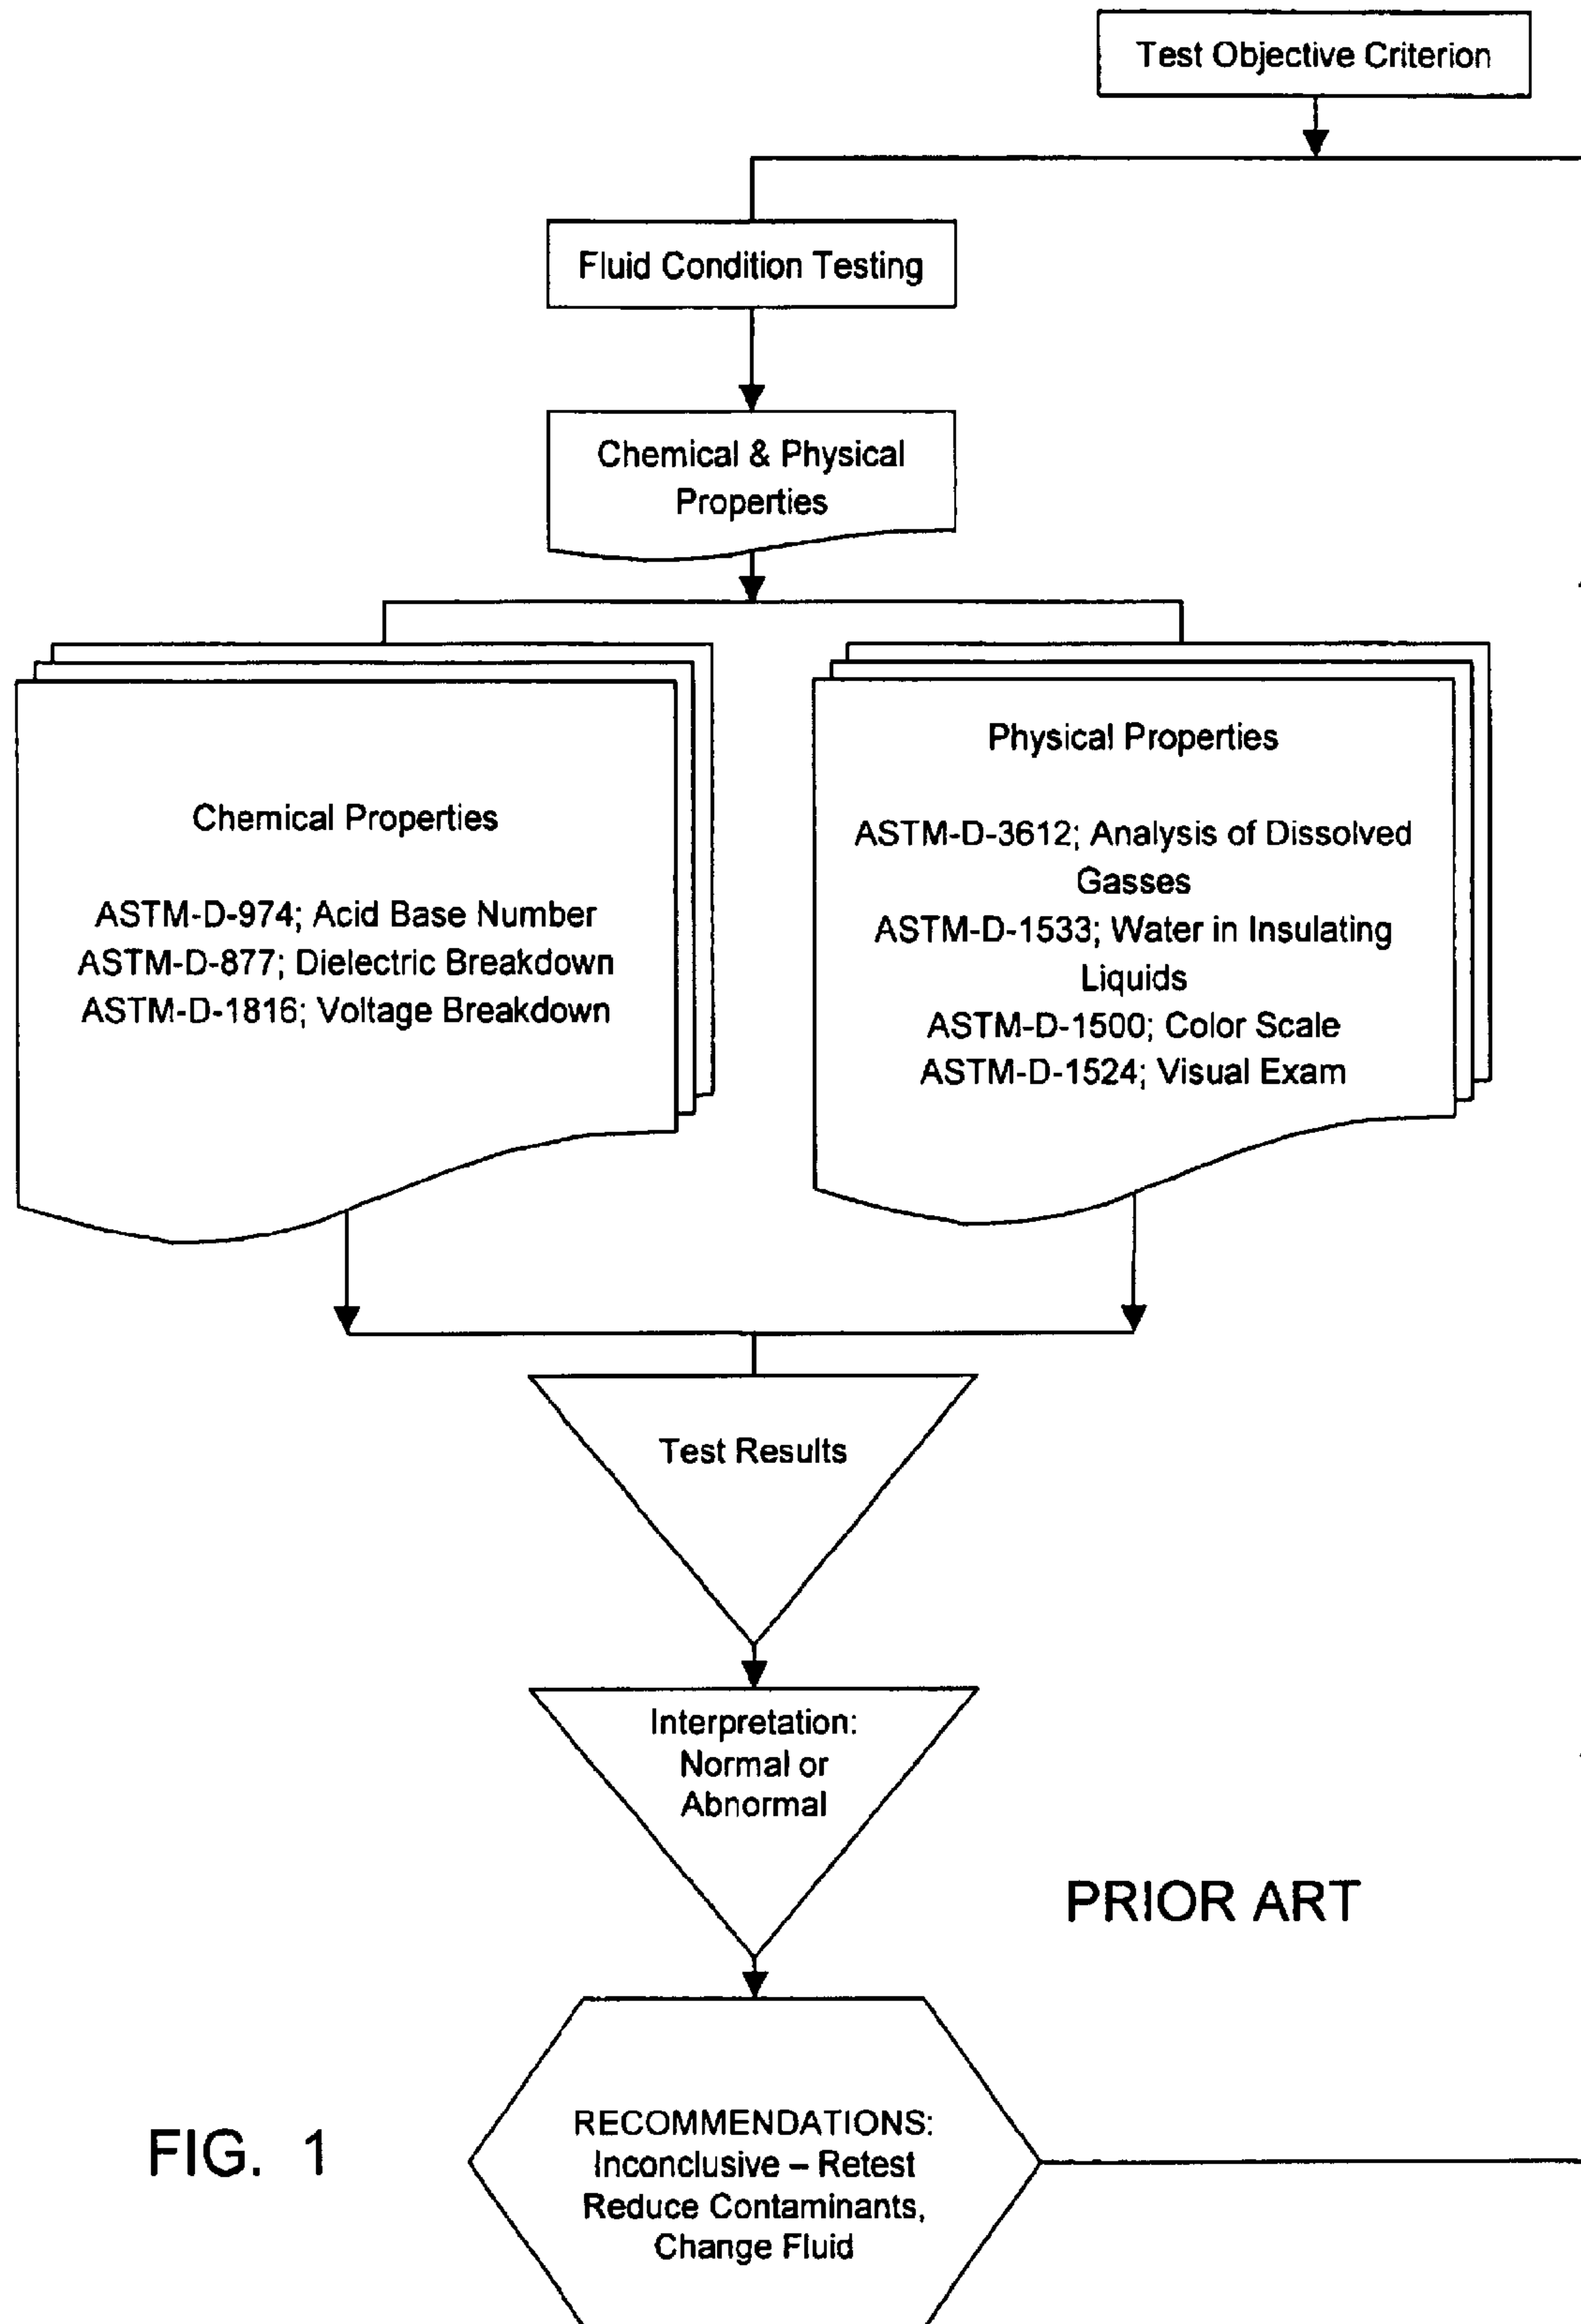 Test Objective Criterion
Fluid Condition Testing
Chemical & Physical
Properties
Chemical Properties
ASTM-D-974; Acid Base Number
ASTM-D-877; Dielectric Breakdown
ASTM-D-1816; Voltage Breakdown
Physical Properties
ASTM-D-3612; Analysis of Dissolved
Gasses
ASTM-D-1533; Water in Insulating
Liquids
ASTM-D-1500; Color Scale
ASTM-D-1524; Visual Exam
Test Results
Interpretation:
Normal or
Abnormal
PRIOR ART
RECOMMENDATIONS:
Inconclusive – Retest
Reduce Contaminants,
Change Fluid
FIG. 1